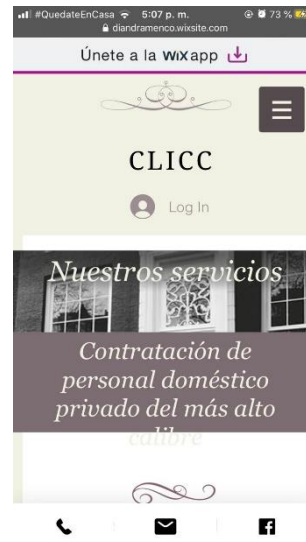 #QuedateEnCasa 5:07 p. m. 73 %
diandramenco.wixsite.com
Únete a la WiX app
CLICC
Log In
Nuestros servicios
Contratación de
personal doméstico
privado del más alto
calibre